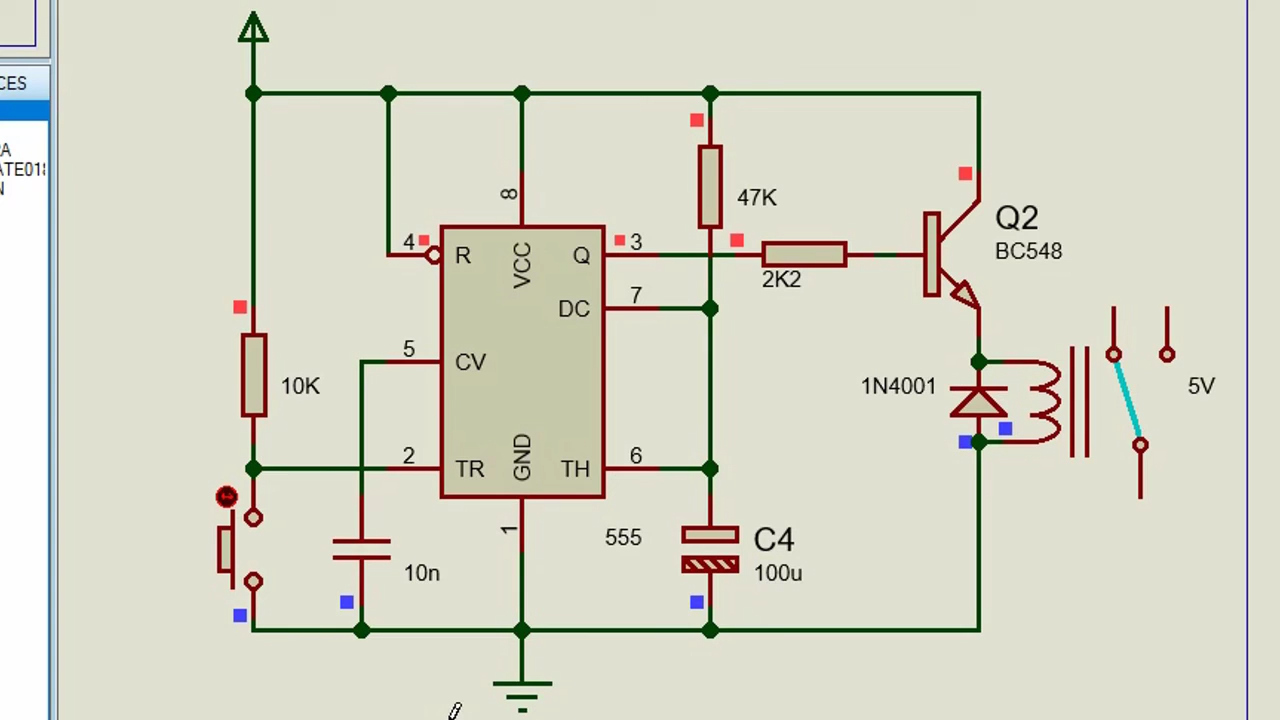 CES
A
ATE018
N
8
47K
Q2
BC548
4
R
VCC
Q
3
2K2
DC
7
5
CV
10K
1N4001
5V
2
TR
GND
TH
6
1
555
C4
100u
10n